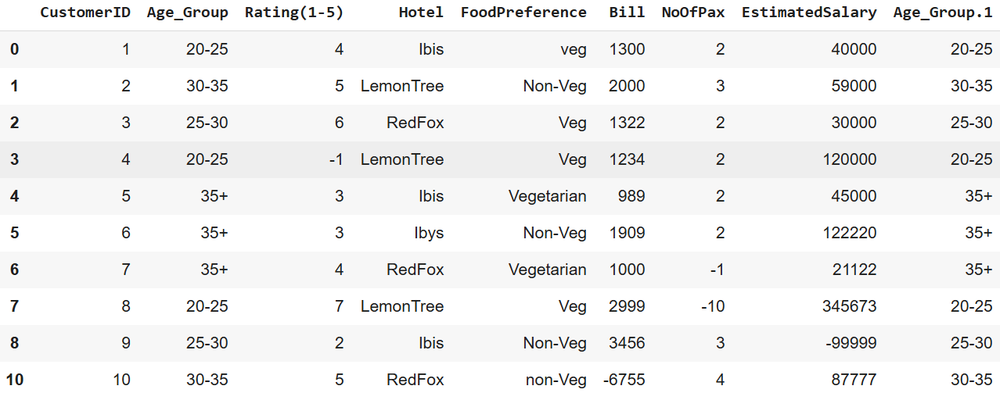 CustomerID Age_Group Rating(1-5) Hotel FoodPreference Bill NoOfPax EstimatedSalary Age_Group.1
0 1 20-25 4 Ibis veg 1300 2 40000 20-25
1 2 30-35 5 LemonTree Non-Veg 2000 3 59000 30-35
2 3 25-30 6 RedFox Veg 1322 2 30000 25-30
3 4 20-25 -1 LemonTree Veg 1234 2 120000 20-25
4 5 35+ 3 Ibis Vegetarian 989 2 45000 35+
5 6 35+ 3 Ibys Non-Veg 1909 2 122220 35+
6 7 35+ 4 RedFox Vegetarian 1000 -1 21122 35+
7 8 20-25 7 LemonTree Veg 2999 -10 345673 20-25
8 9 25-30 2 Ibis Non-Veg 3456 3 -99999 25-30
10 10 30-35 5 RedFox non-Veg -6755 4 87777 30-35